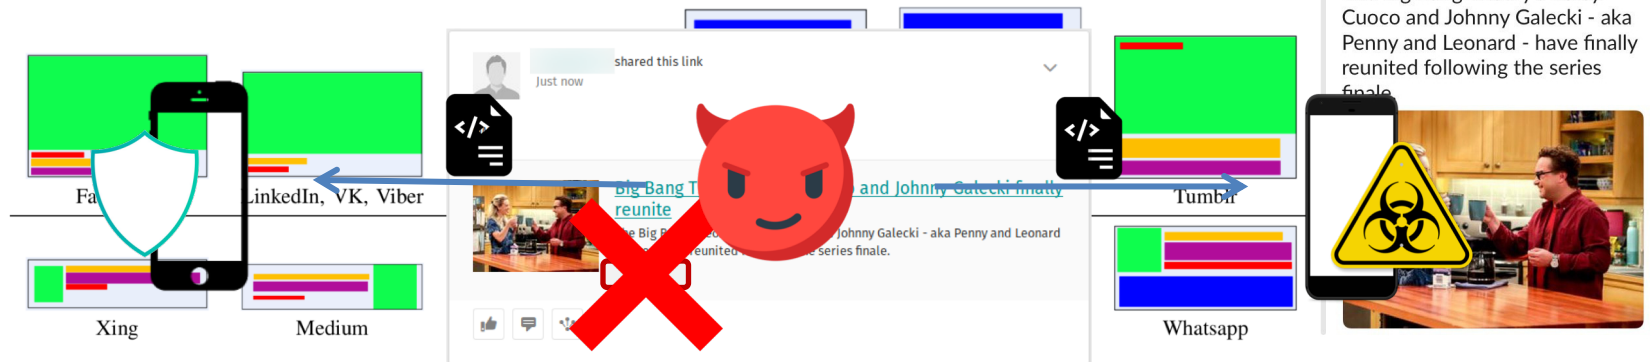 Cuoco and Johnny Galecki - aka
Penny and Leonard - have finally
reunited following the series
finale
shared this link
Just now
</>
</>
LinkedIn, VK, Viber
Tumblr
Big Bang T and Johnny Galecki finally
reunite
e Big B Johnny Galecki - aka Penny and Leonard
reunited e series finale.
Xing
Medium
Whatsapp